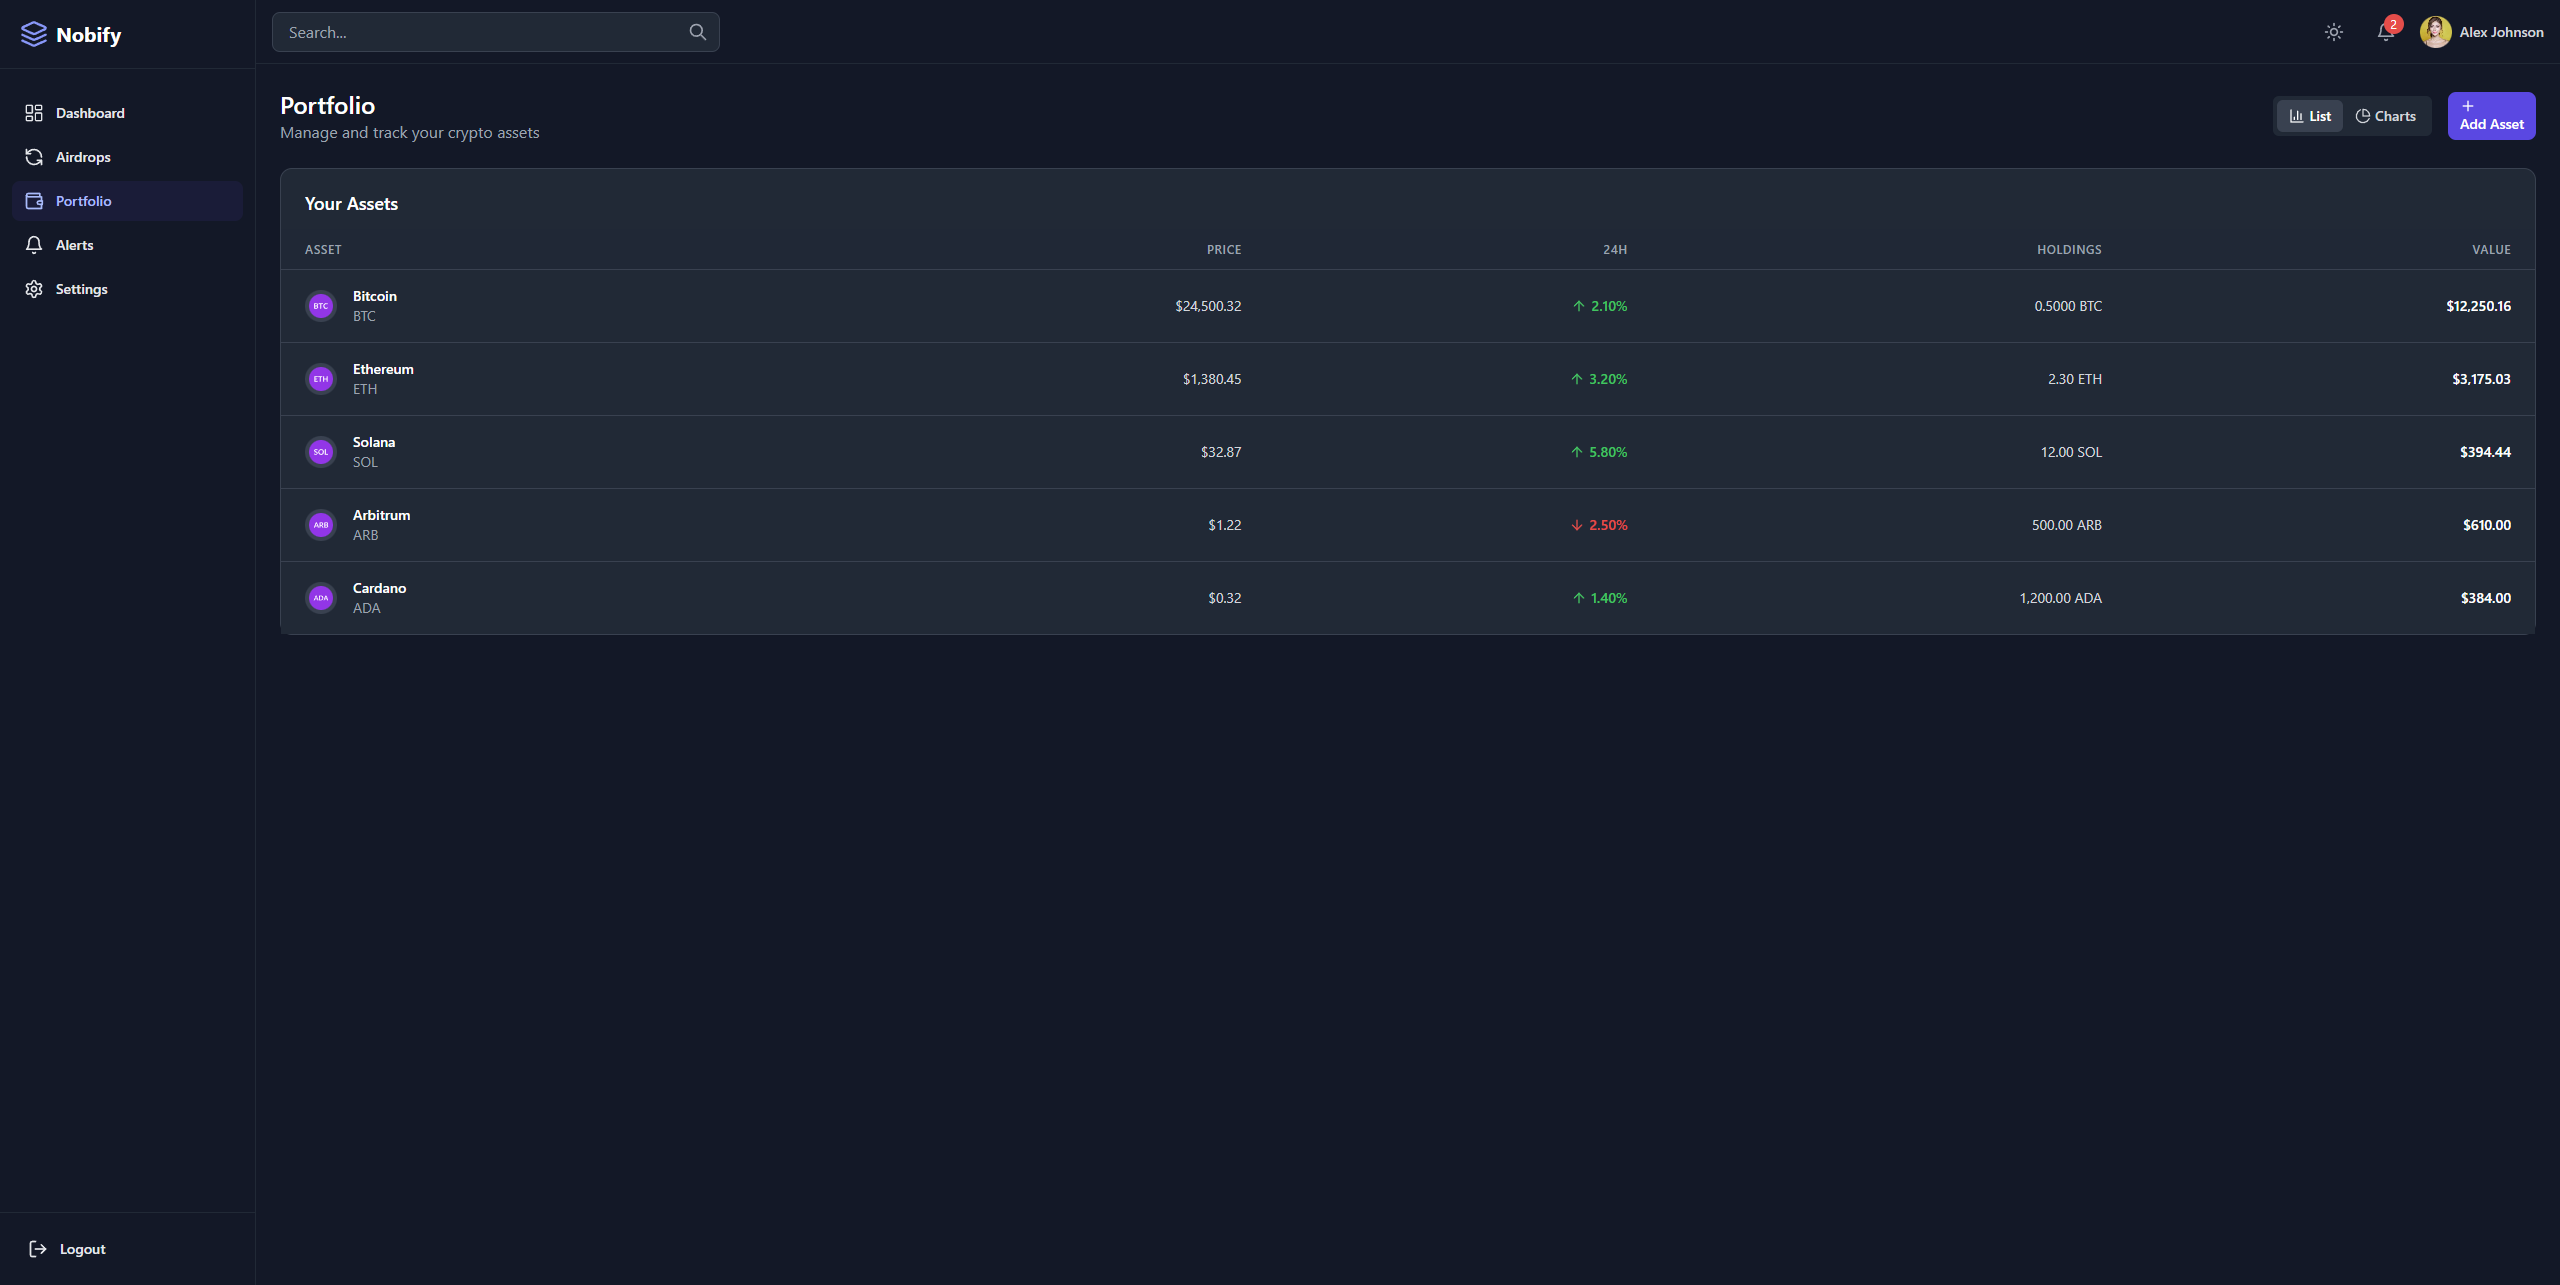 Nobify
Search...
2
Alex Johnson
Dashboard
Airdrops
Portfolio
Alerts
Settings
Logout
Portfolio
Manage and track your crypto assets
List
Charts
Add Asset
Your Assets
ASSET PRICE 24H HOLDINGS VALUE
BTC Bitcoin
BTC
$24,500.32 2.10% 0.5000 BTC $12,250.16
ETH Ethereum
ETH
$1,380.45 3.20% 2.30 ETH $3,175.03
SOL Solana
SOL
$32.87 5.80% 12.00 SOL $394.44
ARB Arbitrum
ARB
$1.22 2.50% 500.00 ARB $610.00
ADA Cardano
ADA
$0.32 1.40% 1,200.00 ADA $384.00